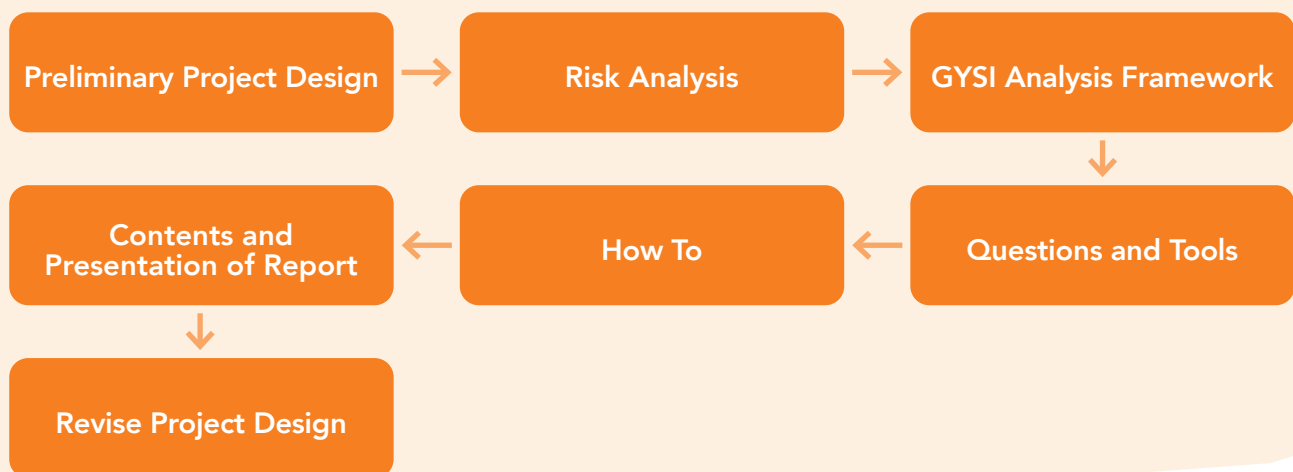 Preliminary Project Design
Risk Analysis
GYSI Analysis Framework
Questions and Tools
How To
Contents and
Presentation of Report
Revise Project Design